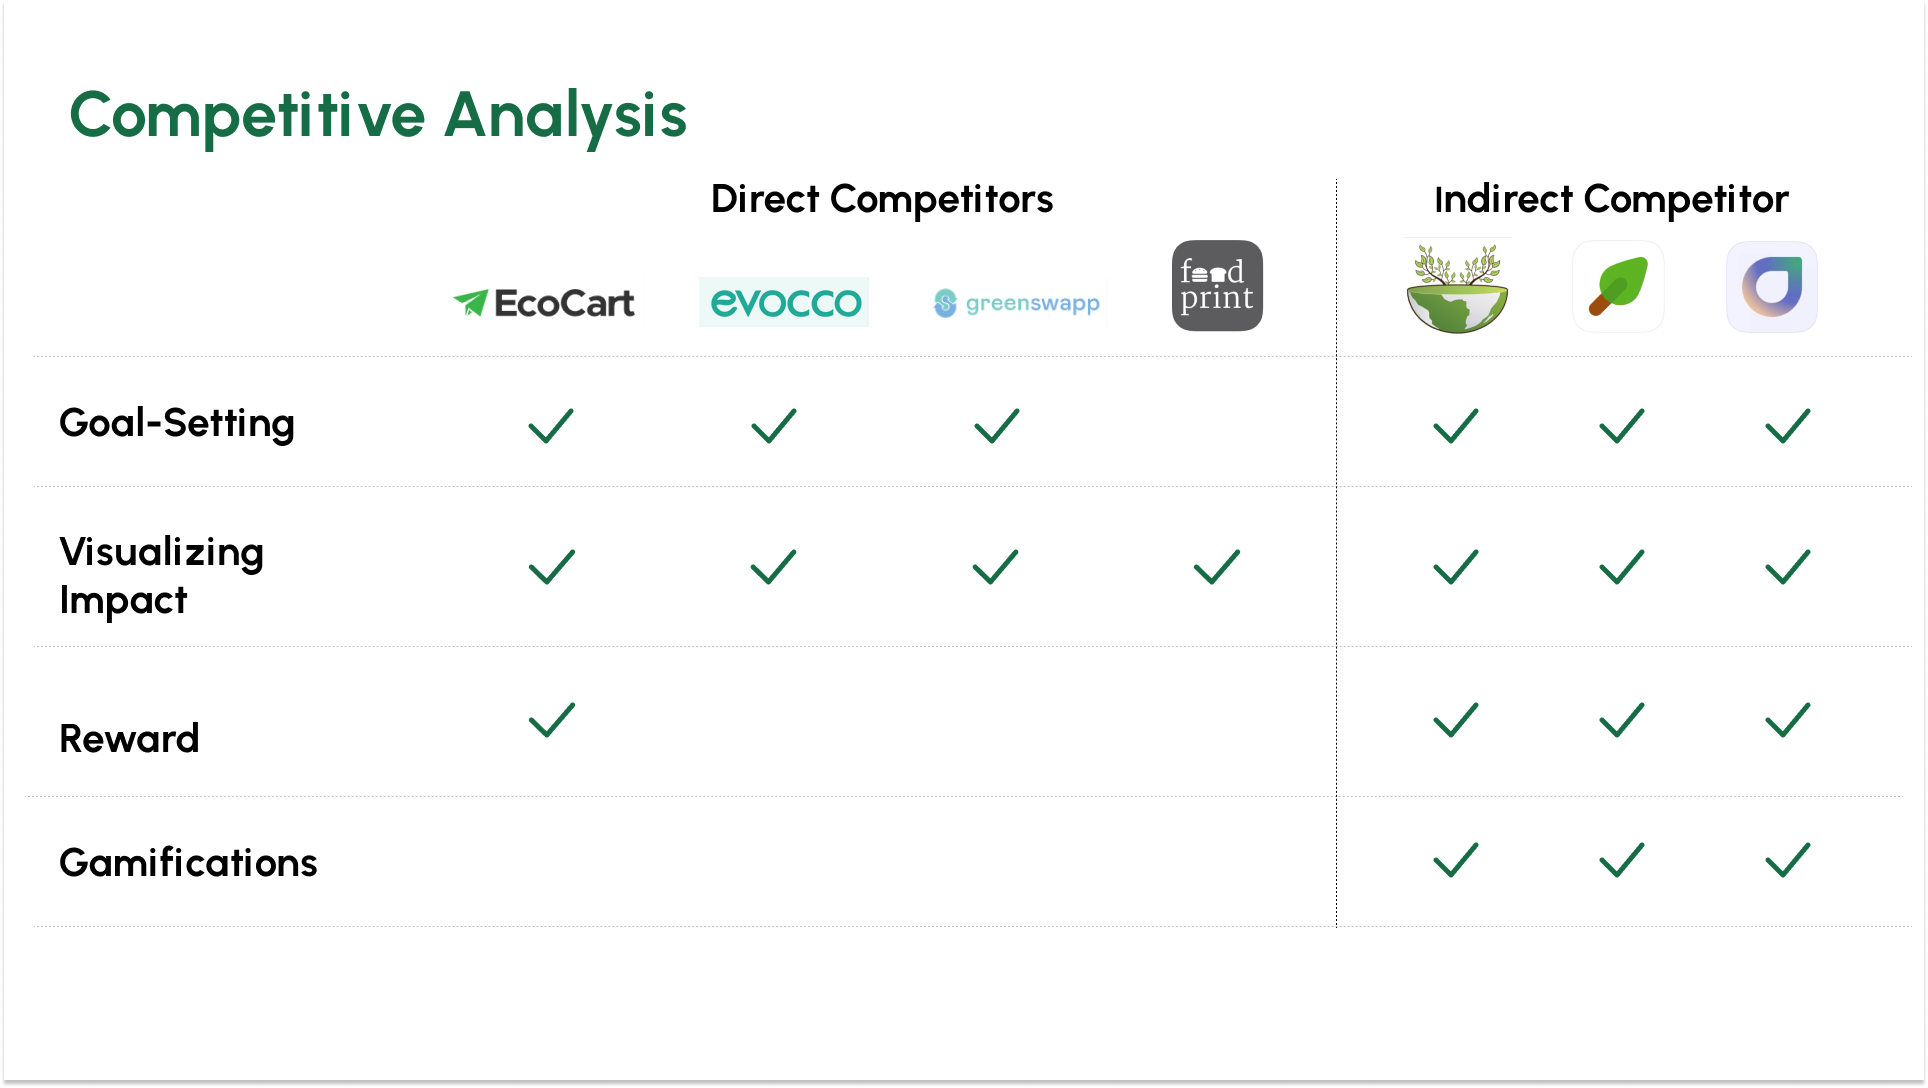 Competitive Analysis
Direct Competitors
Indirect Competitor
EcoCart
evocco
greenswapp
food
print
Goal-Setting
Visualizing
Impact
Reward
Gamifications